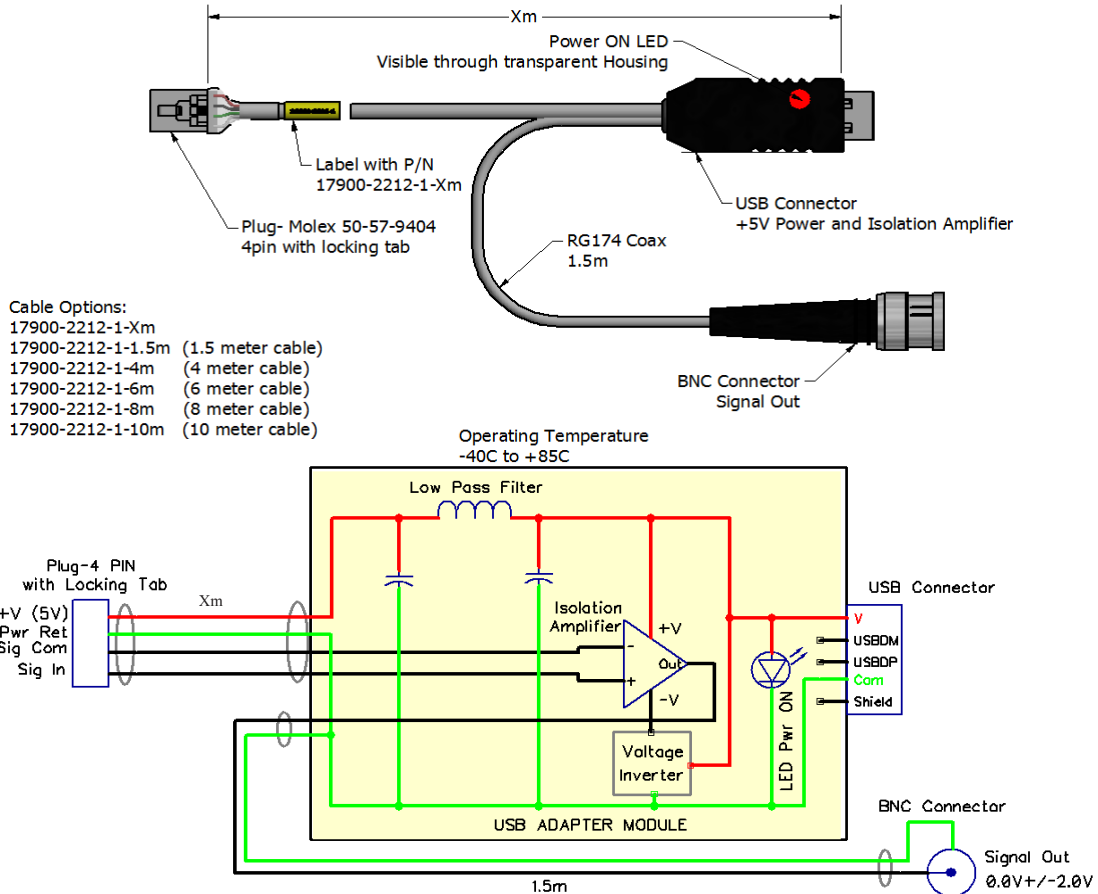 Xm
Power ON LED
Visible through transparent Housing
Label with P/N
17900-2212-1-Xm
USB Connector
+5V Power and Isolation Amplifier
Plug- Molex 50-57-9404
4pin with locking tab
RG174 Coax
1.5m
Cable Options:
17900-2212-1-Xm
17900-2212-1-1.5m (1.5 meter cable)
17900-2212-1-4m (4 meter cable)
17900-2212-1-6m (6 meter cable)
17900-2212-1-8m (8 meter cable)
17900-2212-1-10m (10 meter cable)
BNC Connector
Signal Out
Operating Temperature
-40C to +85C
Low Pass Filter
Plug-4 PIN
with Locking Tab
Xm
+V (5V)
Pwr Ret
Sig Com
Sig In
Isolation
Amplifier
+V
-
Out
+
-V
Voltage
Inverter
LED Pwr ON
USB Connector
V
USBDM
USBDP
Com
Shield
USB ADAPTER MODULE
BNC Connector
Signal Out
0.0V+/-2.0V
1.5m